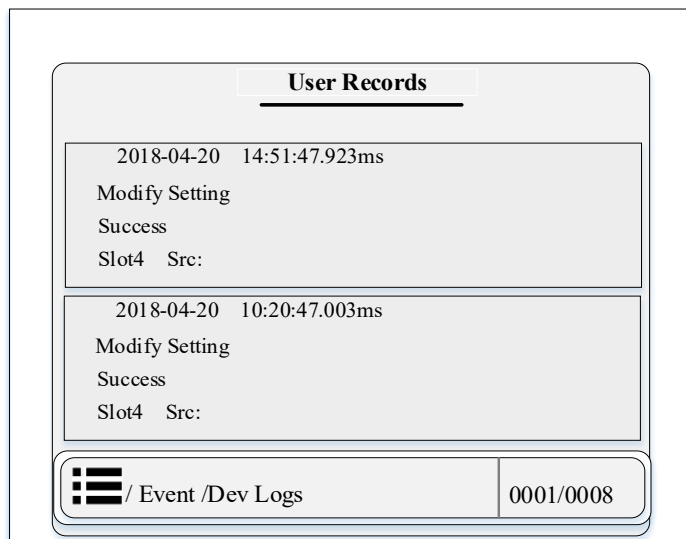 User Records
2018-04-20 14:51:47.923ms
Modify Setting
Success
Slot4 Src:
2018-04-20 10:20:47.003ms
Modify Setting
Success
Slot4 Src:
/ Event /Dev Logs 0001/0008